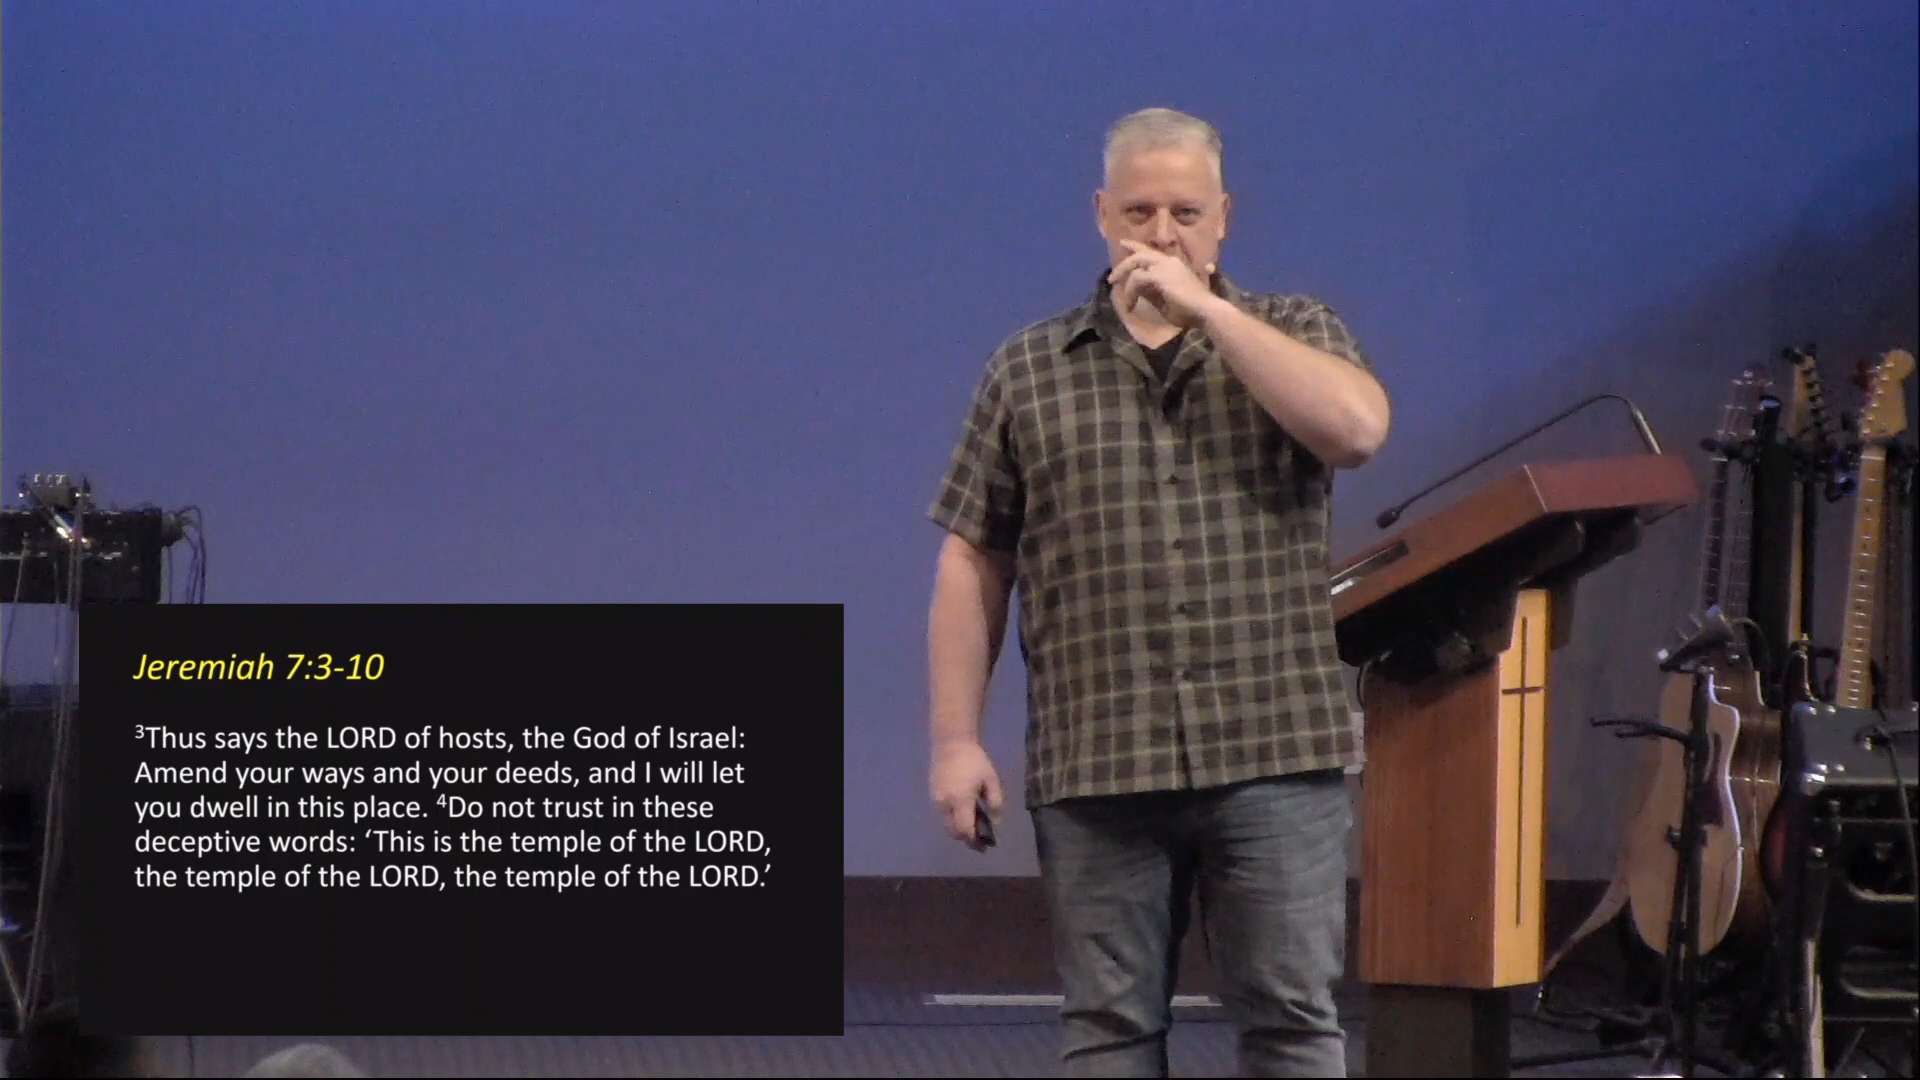 Jeremiah 7:3-10
³Thus says the LORD of hosts, the God of Israel:
Amend your ways and your deeds, and I will let
you dwell in this place. ⁴Do not trust in these
deceptive words: ‘This is the temple of the LORD,
the temple of the LORD, the temple of the LORD.’